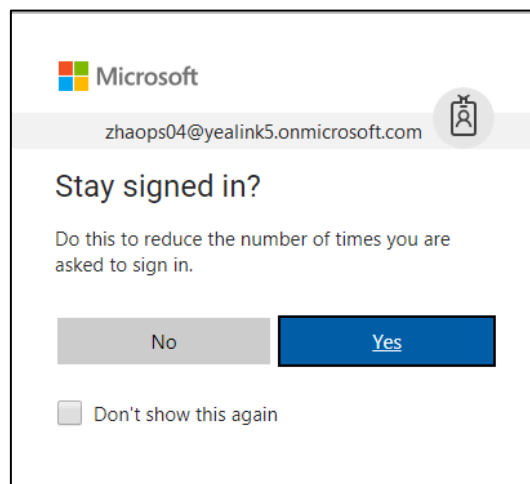 Microsoft
zhaops04@yealink5.onmicrosoft.com
Stay signed in?
Do this to reduce the number of times you are
asked to sign in.
No
Yes
Don't show this again